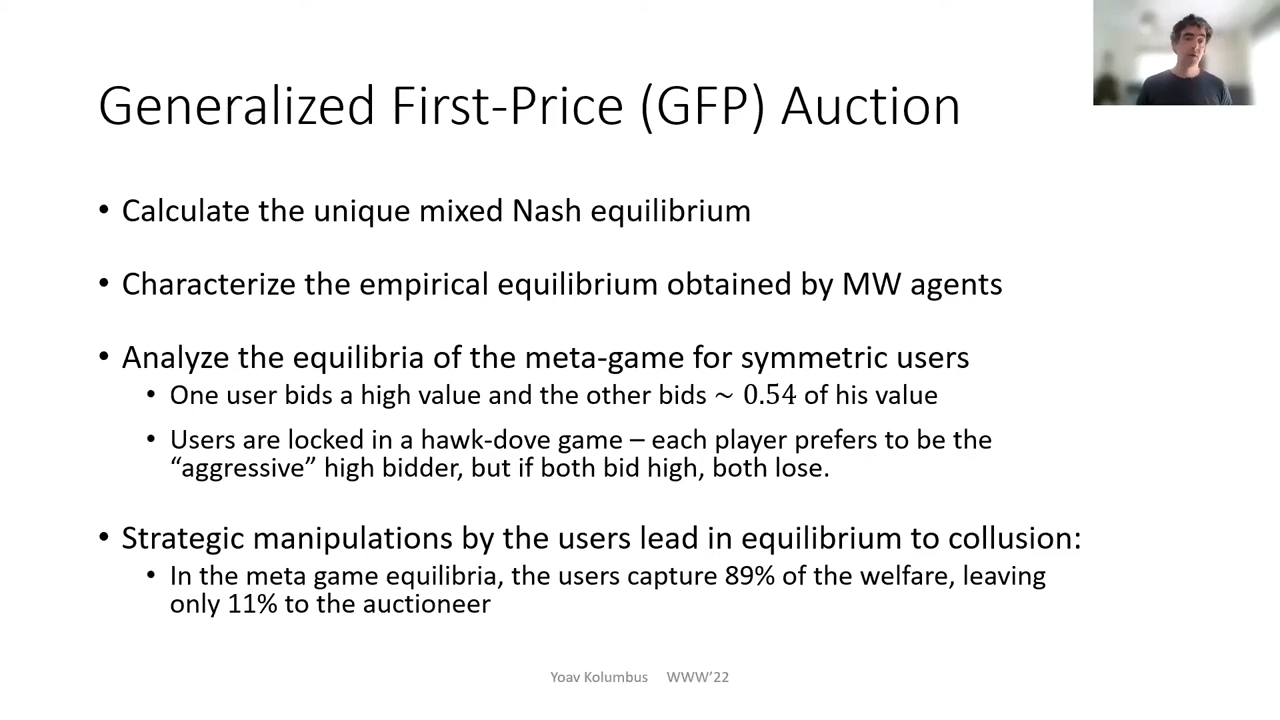 Generalized First-Price (GFP) Auction
• Calculate the unique mixed Nash equilibrium
• Characterize the empirical equilibrium obtained by MW agents
• Analyze the equilibria of the meta-game for symmetric users
• One user bids a high value and the other bids ~ 0.54 of his value
• Users are locked in a hawk-dove game – each player prefers to be the
“aggressive” high bidder, but if both bid high, both lose.
• Strategic manipulations by the users lead in equilibrium to collusion:
• In the meta game equilibria, the users capture 89% of the welfare, leaving
only 11% to the auctioneer
Yoav Kolumbus WWW’22